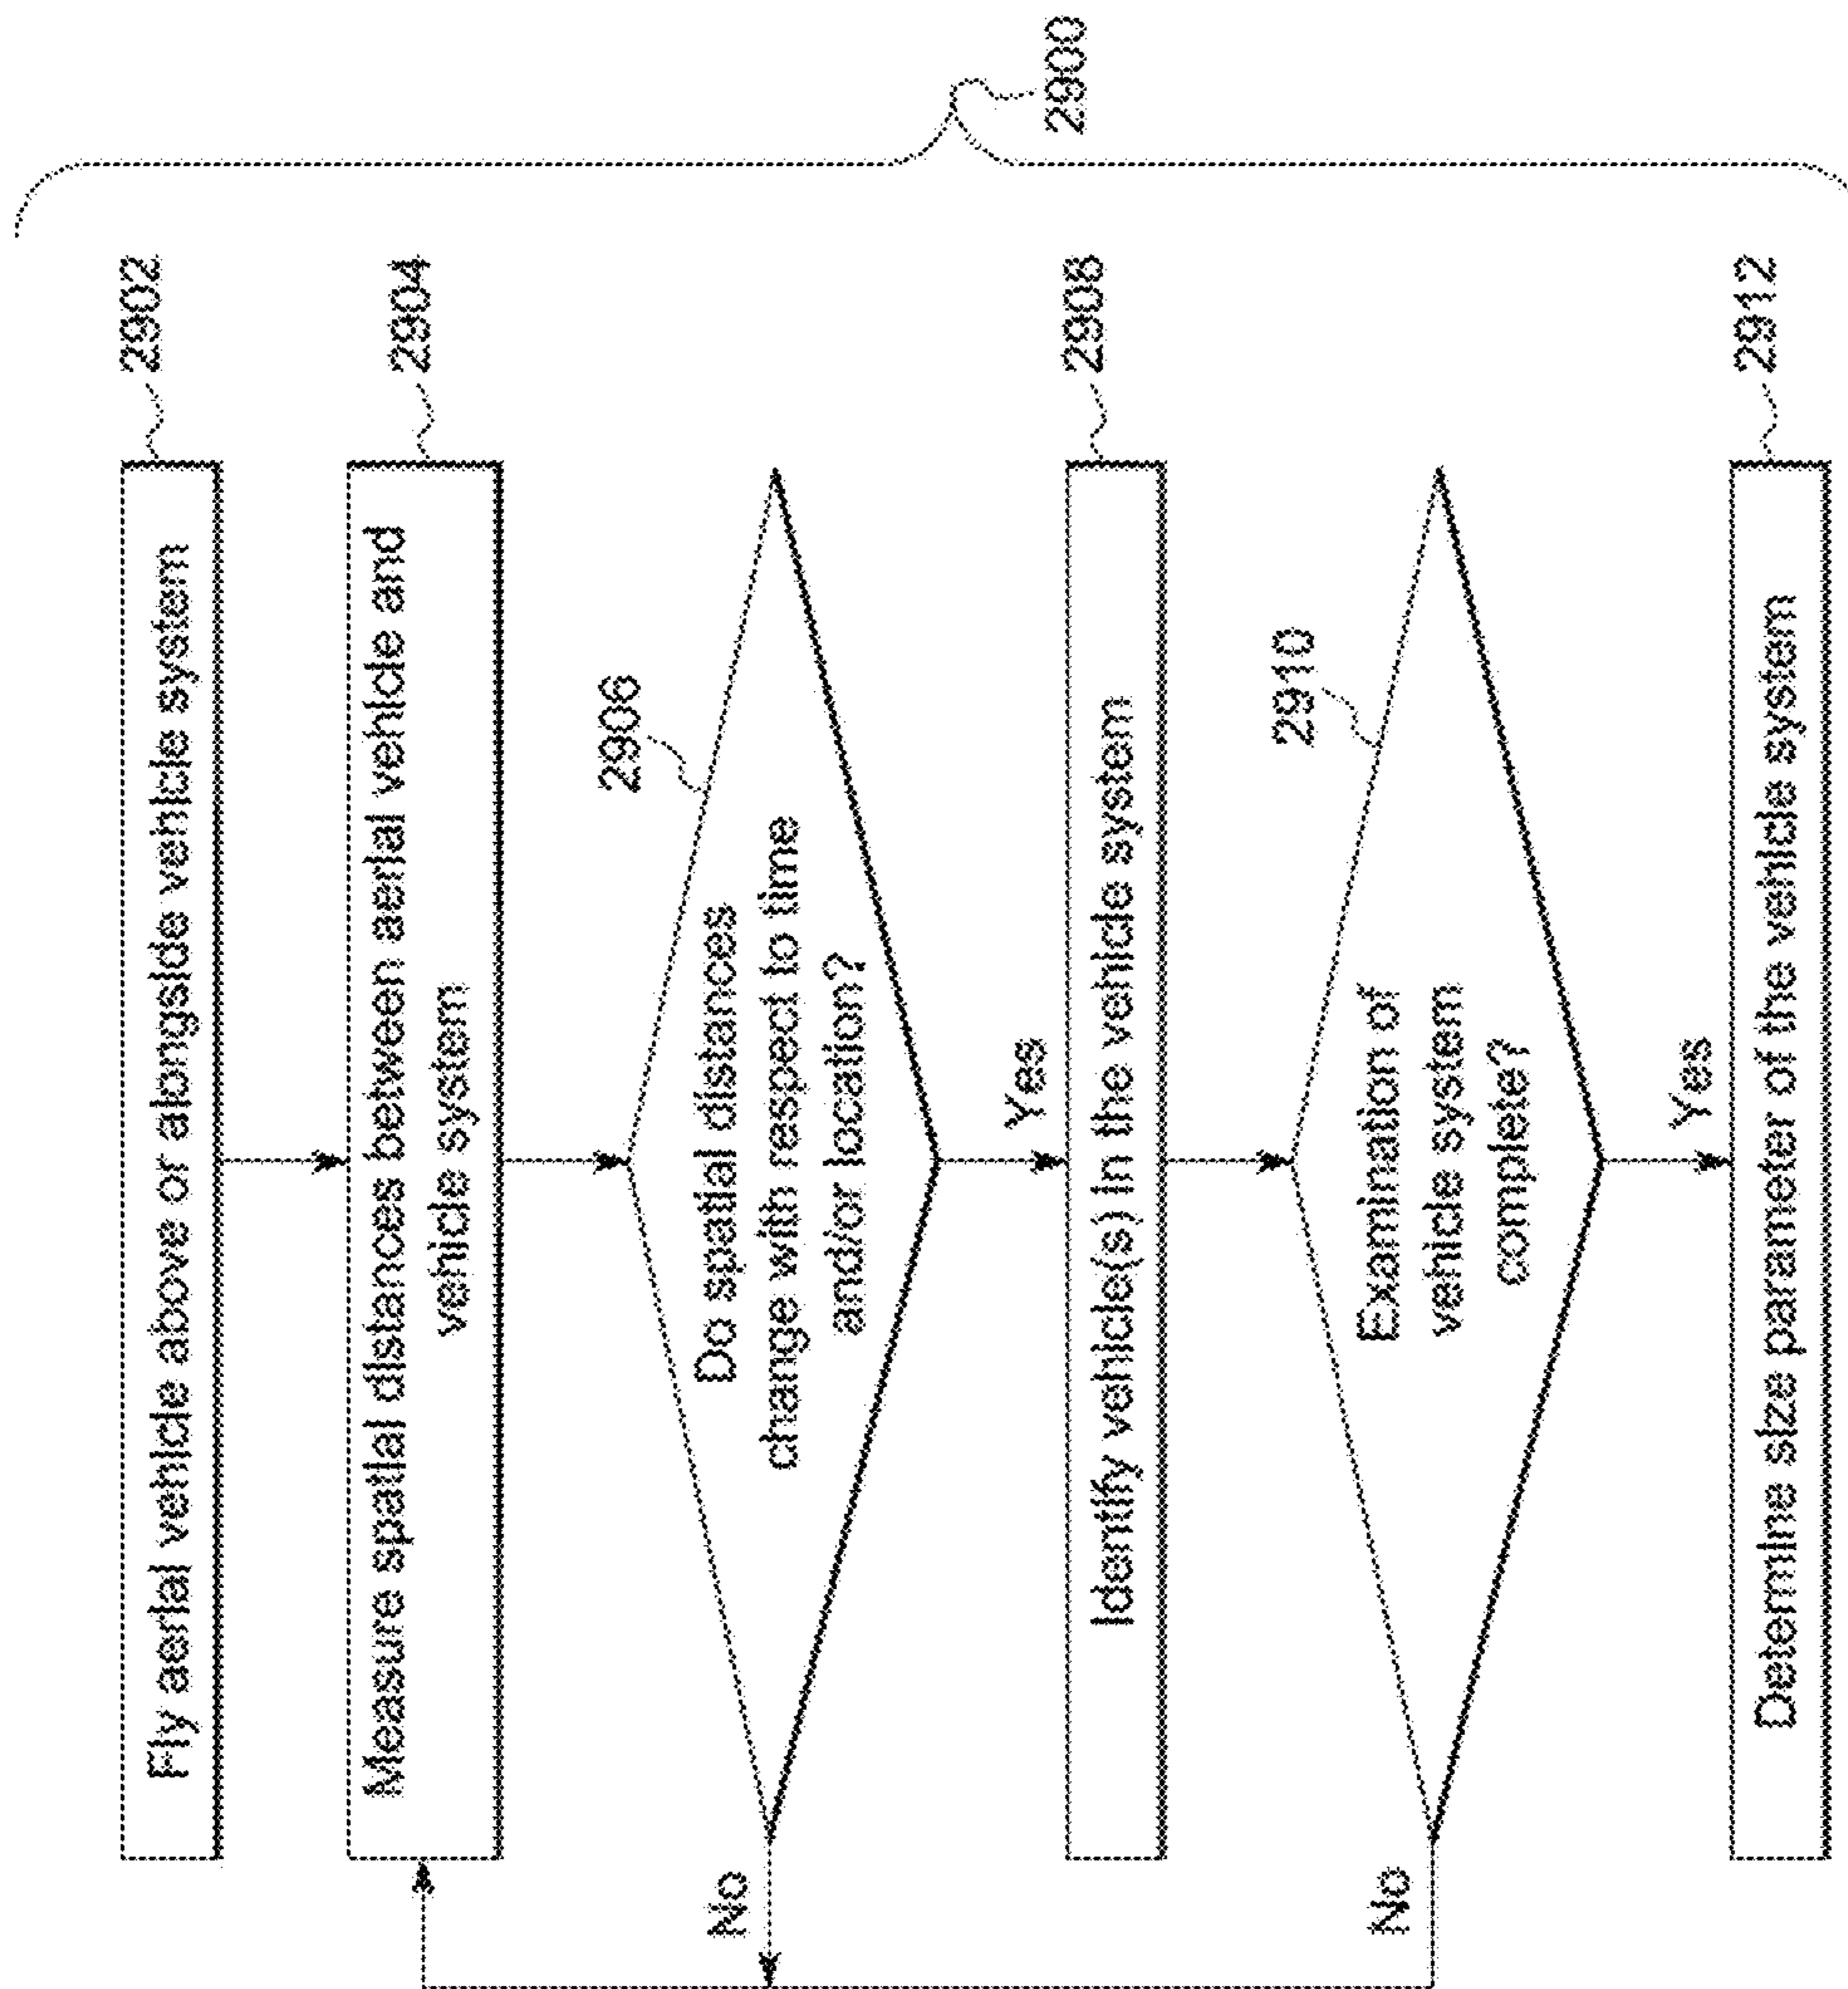 2900
Fly aerial vehicle above or alongside vehicle system
2902
Measure spatial distances between aerial vehicle and
vehicle system
2904
Do spatial distances
change with respect to time
and/or location?
2906
No
Yes
Identify vehicle(s) in the vehicle system
2908
Examination of
vehicle system
complete?
2910
No
Yes
Determine size parameter of the vehicle system
2912